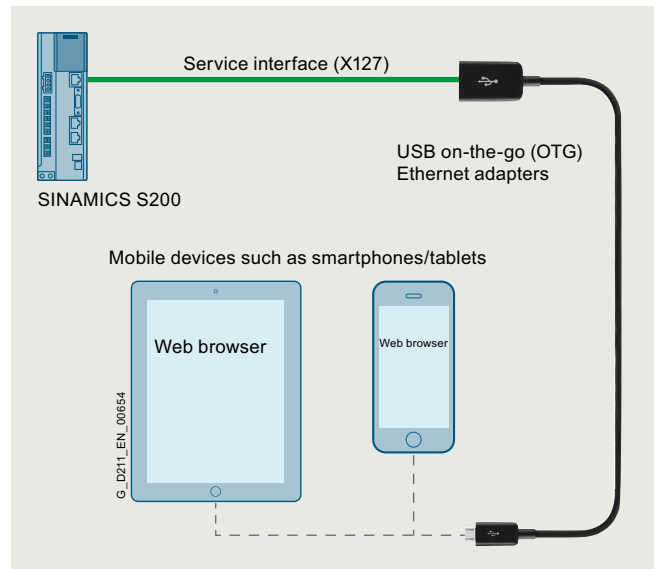 Service interface (X127)
USB on-the-go (OTG)
Ethernet adapters
SINAMICS S200
Mobile devices such as smartphones/tablets
Web browser
Web browser
G_D211_EN_00654